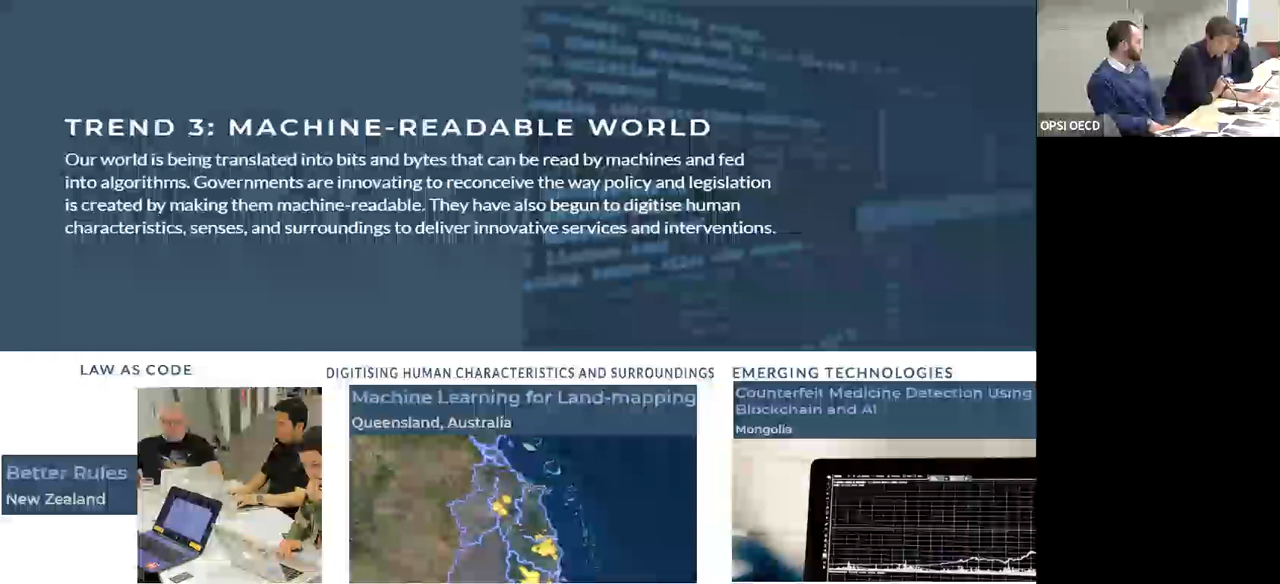 TREND 3: MACHINE-READABLE WORLD
Our world is being translated into bits and bytes that can be read by machines and fed
into algorithms. Governments are innovating to reconceive the way policy and legislation
is created by making them machine-readable. They have also begun to digitise human
characteristics, senses, and surroundings to deliver innovative services and interventions.
OPSI OECD
LAW AS CODE
Better Rules
New Zealand
DIGITISING HUMAN CHARACTERISTICS AND SURROUNDINGS
Machine Learning for Land-mapping
Queensland, Australia
EMERGING TECHNOLOGIES
Counterfeit Medicine Detection Using
Blockchain and AI
Mongolia